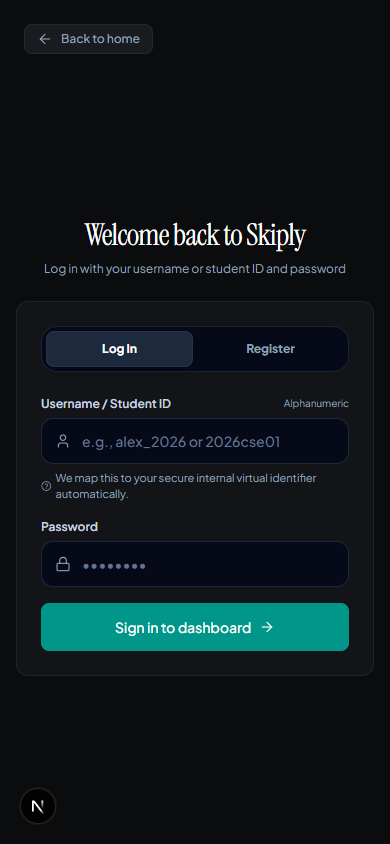 Back to home
Welcome back to Skiply
Log in with your username or student ID and password
Log In
Register
Username / Student ID
Alphanumeric
e.g., alex_2026 or 2026cse01
We map this to your secure internal virtual identifier
automatically.
Password
••••••••
Sign in to dashboard
N